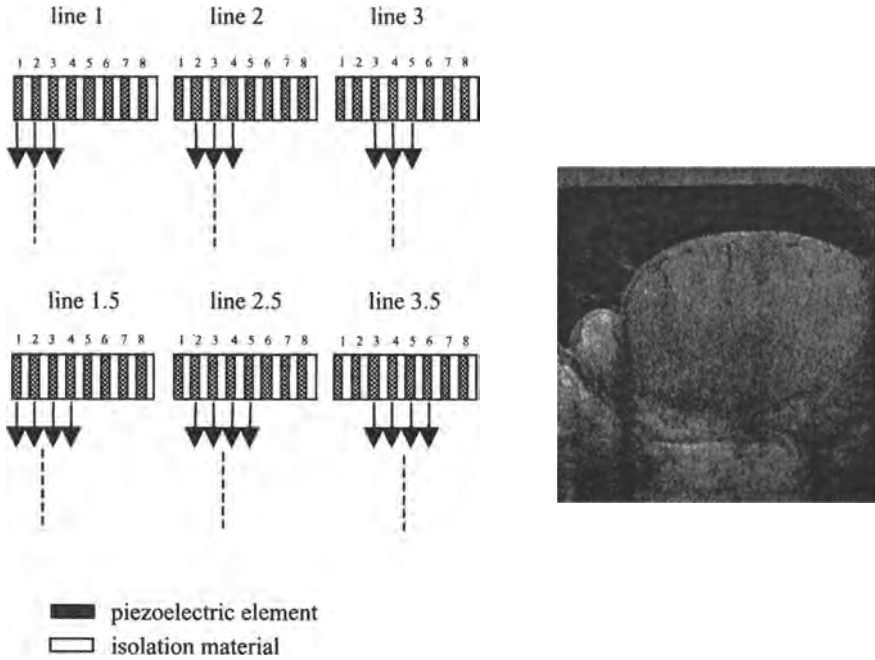 line 1 line 2 line 3
1 2 3 4 5 6 7 8 1 2 3 4 5 6 7 8 1 2 3 4 5 6 7 8
line 1.5 line 2.5 line 3.5
1 2 3 4 5 6 7 8 1 2 3 4 5 6 7 8 1 2 3 4 5 6 7 8
piezoelectric element
isolation material